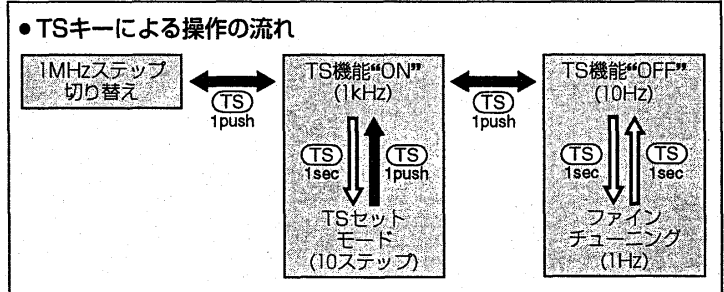 ●TSキーによる操作の流れ
1MHzステップ
切り替え
TS
1push
TS機能“ON”
(1kHz)
TS
1sec
TS
1push
TSセット
モード
(10ステップ)
TS
1push
TS機能“OFF”
(10Hz)
TS
1sec
TS
1sec
ファイン
チューニング
(1Hz)